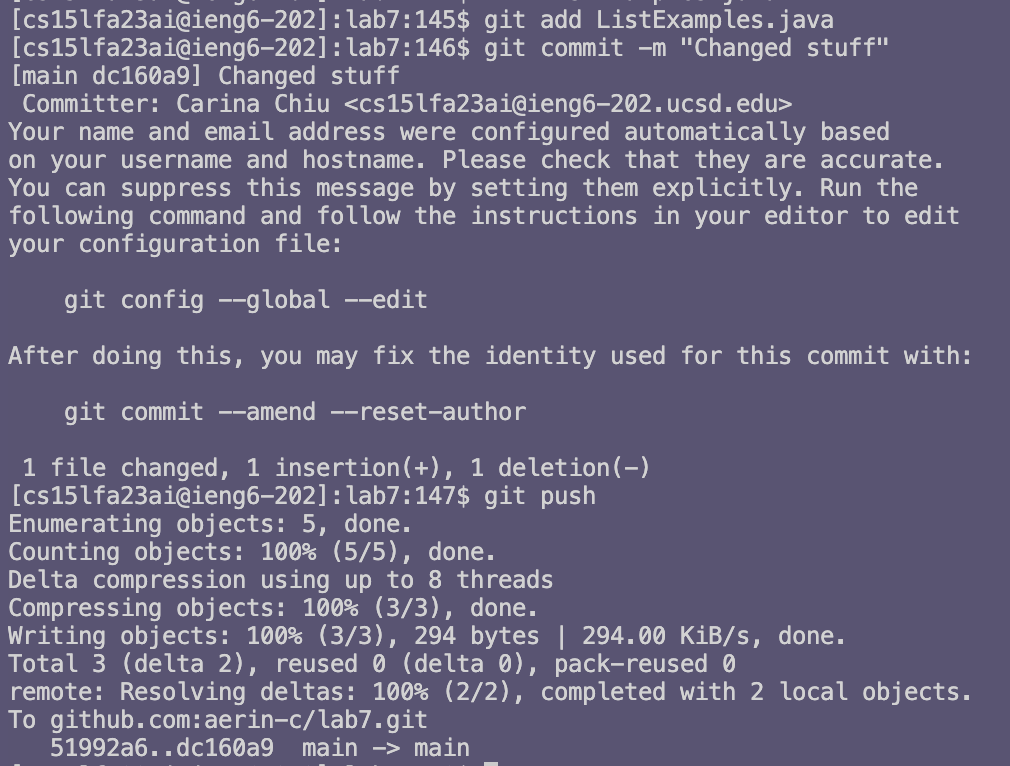 [cs15lfa23ai@ieng6-202]:lab7:145$ git add ListExamples.java
[cs15lfa23ai@ieng6-202]:lab7:146$ git commit -m "Changed stuff"
[main dc160a9] Changed stuff
 Committer: Carina Chiu <cs15lfa23ai@ieng6-202.ucsd.edu>
Your name and email address were configured automatically based
on your username and hostname. Please check that they are accurate.
You can suppress this message by setting them explicitly. Run the
following command and follow the instructions in your editor to edit
your configuration file:

    git config --global --edit

After doing this, you may fix the identity used for this commit with:

    git commit --amend --reset-author

 1 file changed, 1 insertion(+), 1 deletion(-)
[cs15lfa23ai@ieng6-202]:lab7:147$ git push
Enumerating objects: 5, done.
Counting objects: 100% (5/5), done.
Delta compression using up to 8 threads
Compressing objects: 100% (3/3), done.
Writing objects: 100% (3/3), 294 bytes | 294.00 KiB/s, done.
Total 3 (delta 2), reused 0 (delta 0), pack-reused 0
remote: Resolving deltas: 100% (2/2), completed with 2 local objects.
To github.com:aerin-c/lab7.git
   51992a6..dc160a9  main -> main